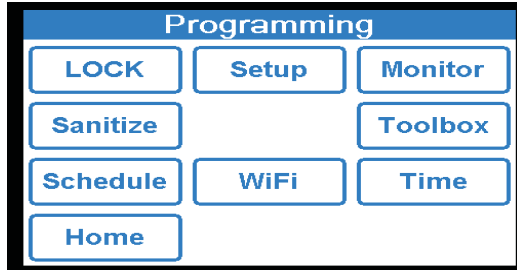 Programming
LOCK Setup Monitor
Sanitize Toolbox
Schedule WiFi Time
Home